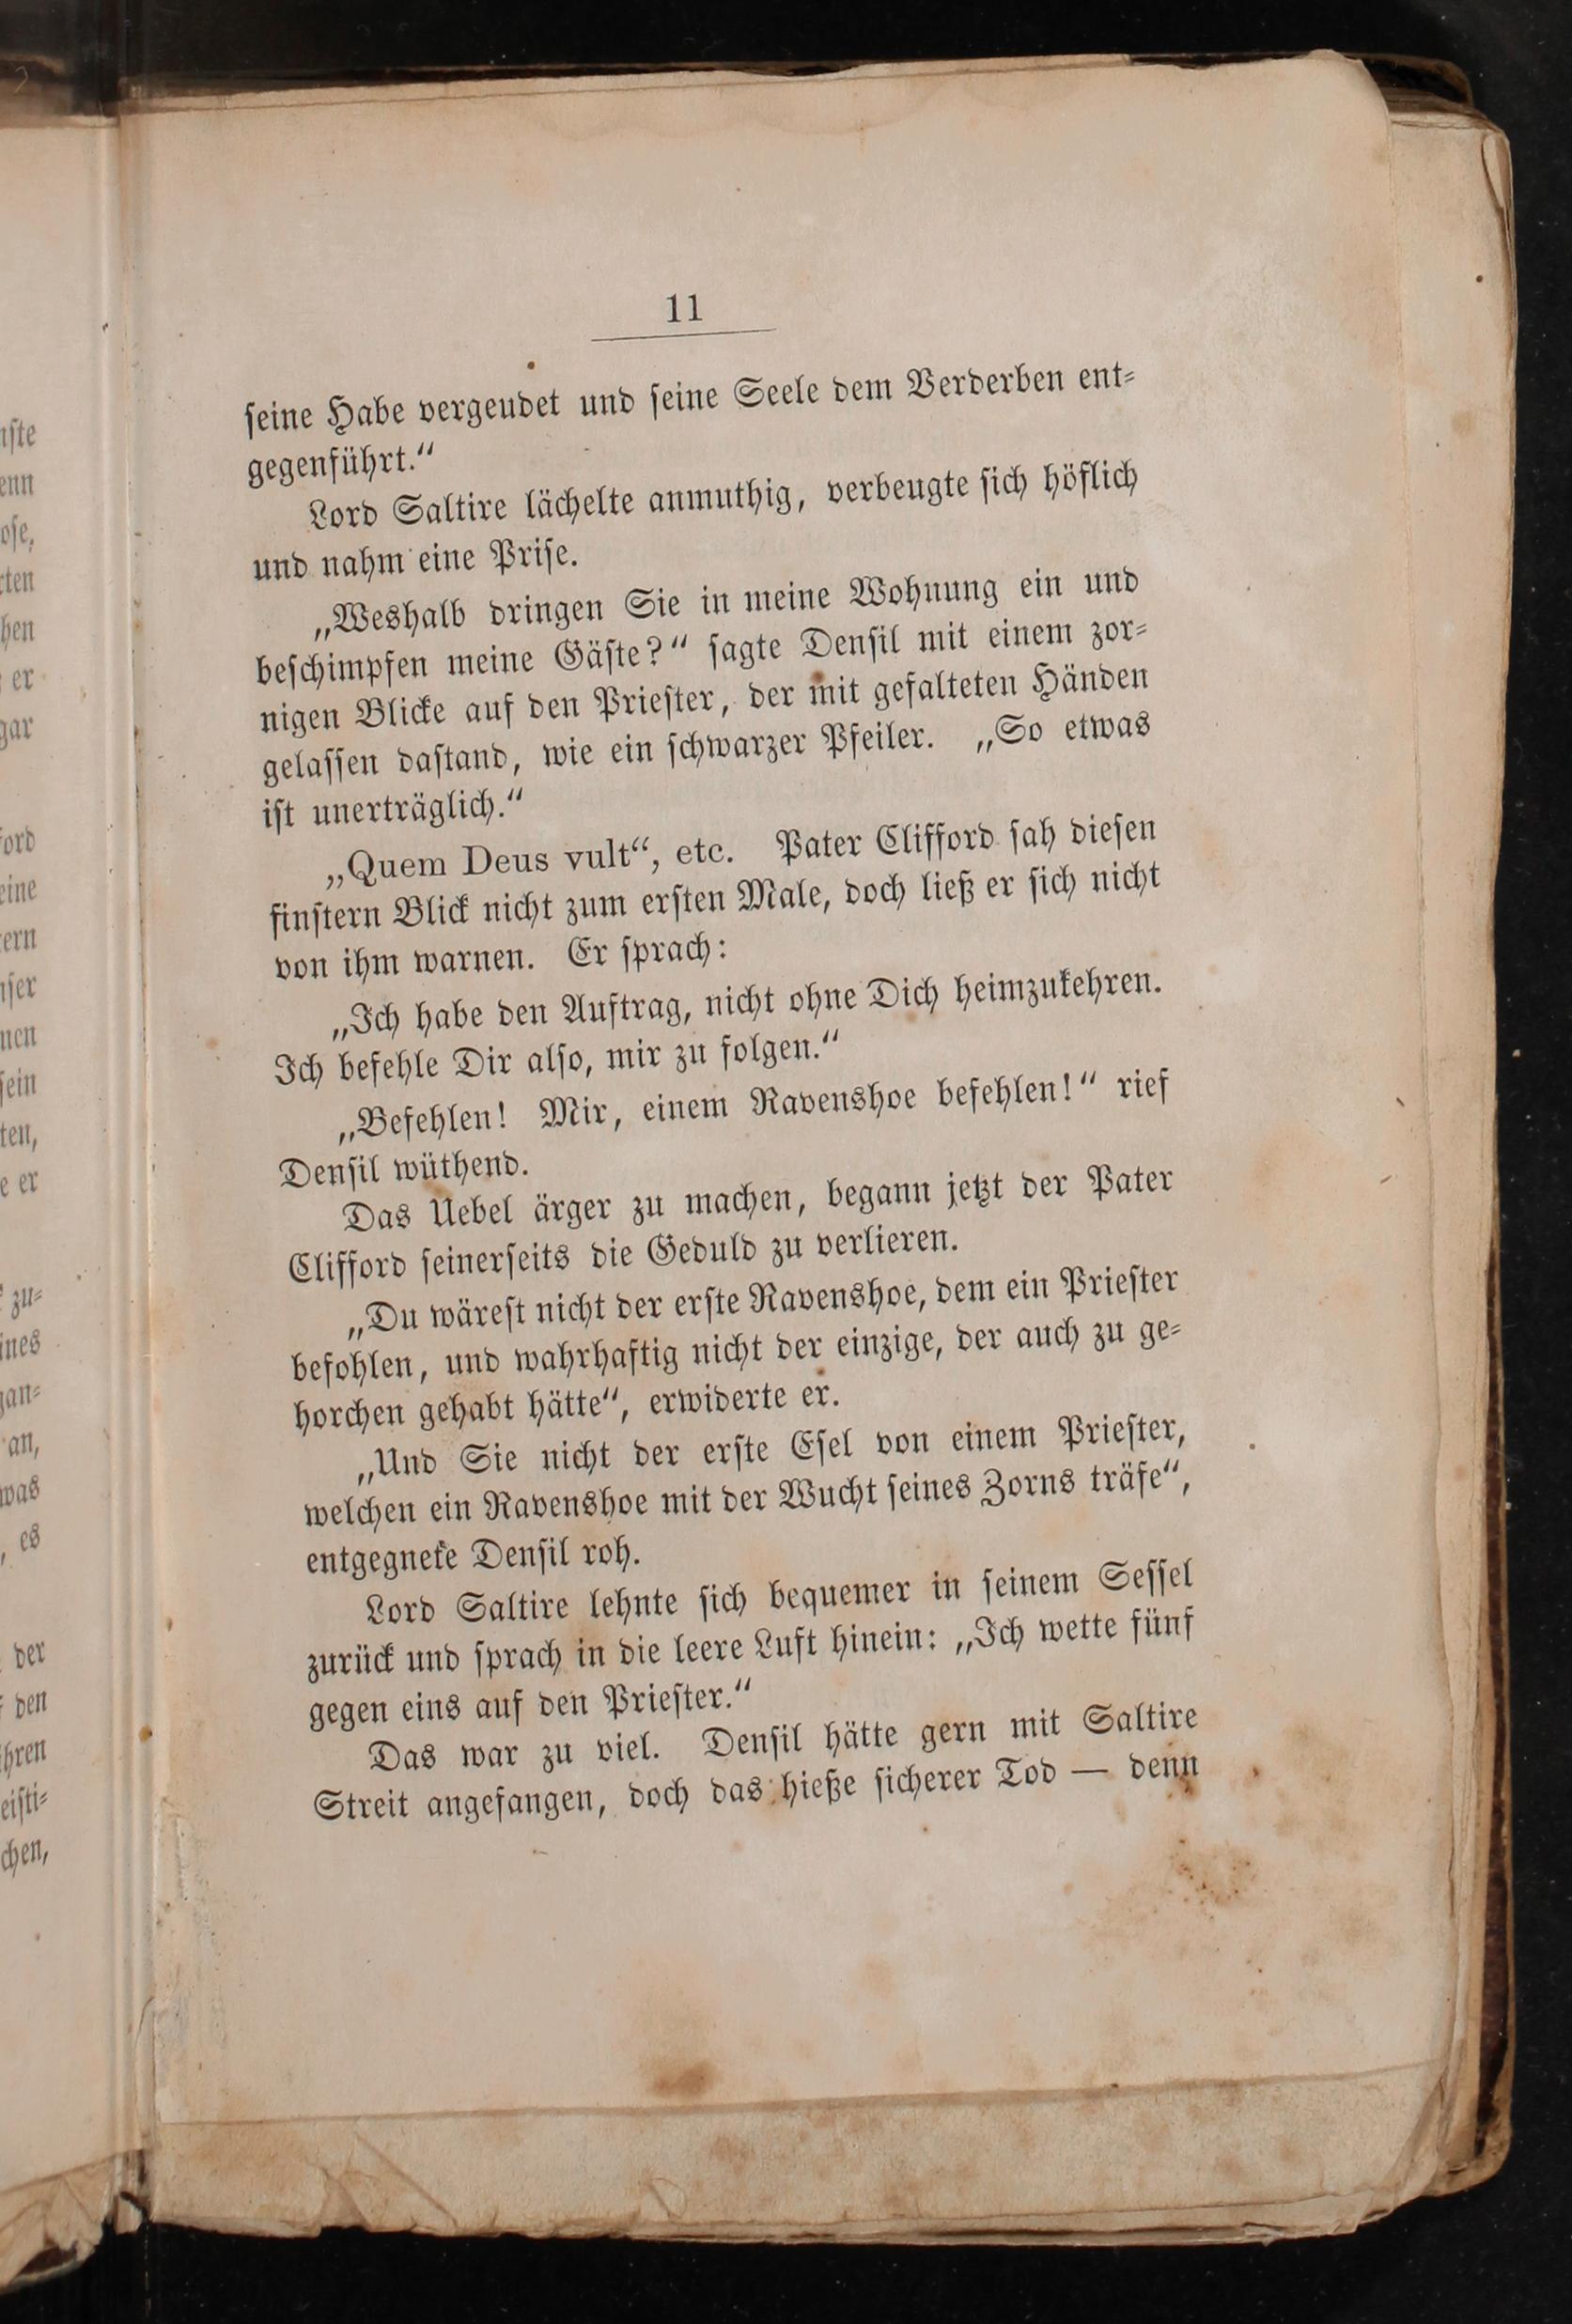 11
seine Habe vergeudet und seine Seele dem Verderben ent-
gegenführt."
Lord Saltire lächelte anmuthig, verbeugte sich höflich
und nahm eine Prise.
„Weshalb dringen Sie in meine Wohnung ein und
beschimpfen meine Gäste?" sagte Densil mit einem zor-
nigen Blicke auf den Priester, der mit gefalteten Händen
gelassen dastand, wie ein schwarzer Pfeiler. „So etwas
ist unerträglich."
„Quem Deus vult", etc. Pater Clifford sah diesen
finstern Blick nicht zum ersten Male, doch ließ er sich nicht
von ihm warnen. Er sprach:
„Ich habe den Auftrag, nicht ohne Dich heimzukehren.
Ich befehle Dir also, mir zu folgen."
„Befehlen! Mir, einem Ravenshoe befehlen!" rief
Densil wüthend.
Das Uebel ärger zu machen, begann jetzt der Pater
Clifford seinerseits die Geduld zu verlieren.
„Du wärest nicht der erste Ravenshoe, dem ein Priester
befohlen, und wahrhaftig nicht der einzige, der auch zu ge-
horchen gehabt hätte", erwiderte er.
„Und Sie nicht der erste Esel von einem Priester,
welchen ein Ravenshoe mit der Wucht seines Zorns träfe",
entgegnete Densil roh.
Lord Saltire lehnte sich bequemer in seinem Sessel
zurück und sprach in die leere Luft hinein: „Ich wette fünf
gegen eins auf den Priester."
Das war zu viel. Densil hätte gern mit Saltire
Streit angefangen, doch das hieße sicherer Tod — denn